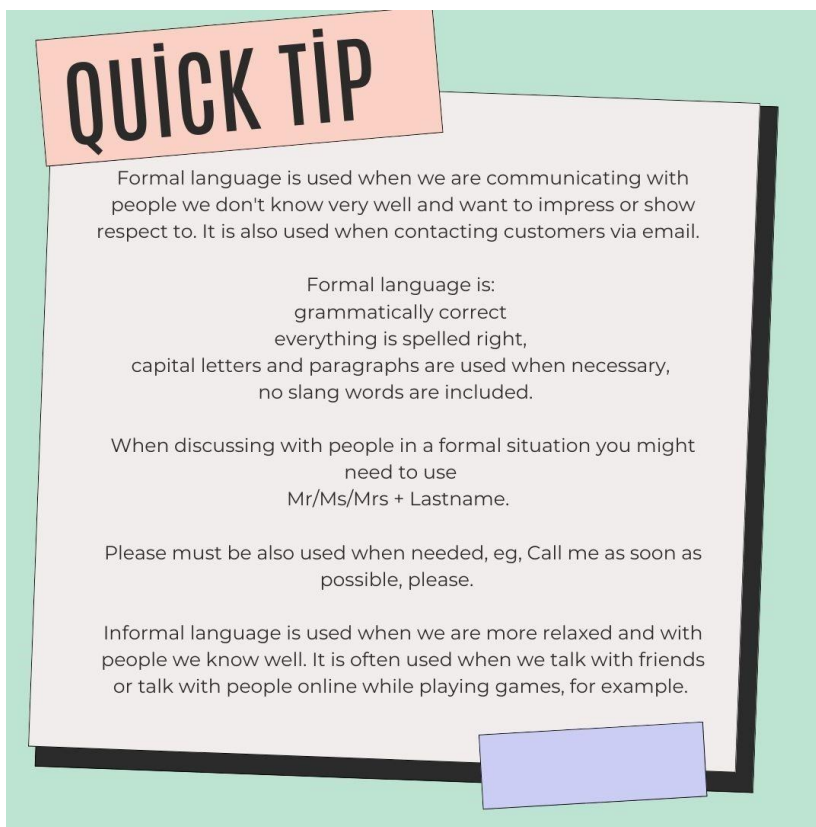 QUİCK TİP
Formal language is used when we are communicating with
people we don't know very well and want to impress or show
respect to. It is also used when contacting customers via email.
Formal language is:
grammatically correct
everything is spelled right,
capital letters and paragraphs are used when necessary,
no slang words are included.
When discussing with people in a formal situation you might
need to use
Mr/Ms/Mrs + Lastname.
Please must be also used when needed, eg, Call me as soon as
possible, please.
Informal language is used when we are more relaxed and with
people we know well. It is often used when we talk with friends
or talk with people online while playing games, for example.